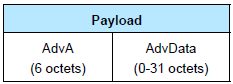 Payload
AdvA AdvData
(6 octets) (0-31 octets)